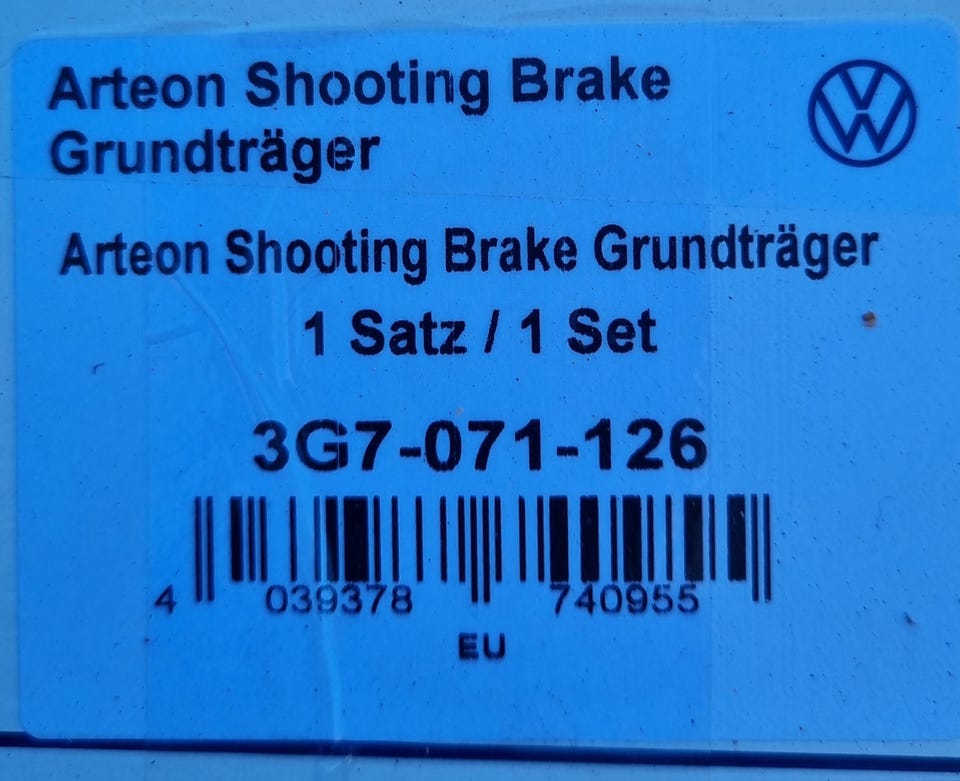 Arteon Shooting Brake
Grundträger
Arteon Shooting Brake Grundträger
1 Satz / 1 Set
3G7-071-126
4 039378 740955
EU